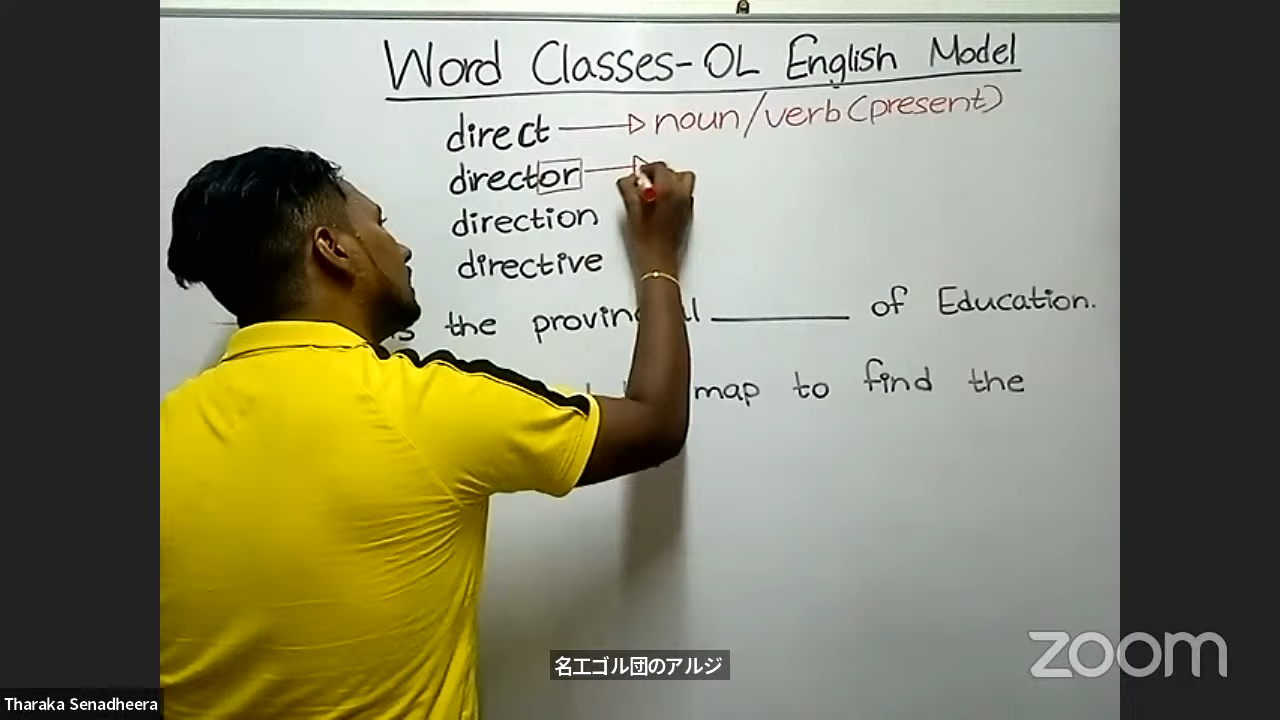 Word Classes - OL English Model
direct → noun/verb (present)
director →
direction
directive
the _______ of Education.
map to find the
zoom
名エゴル団のアルジ
Tharaka Senadheera